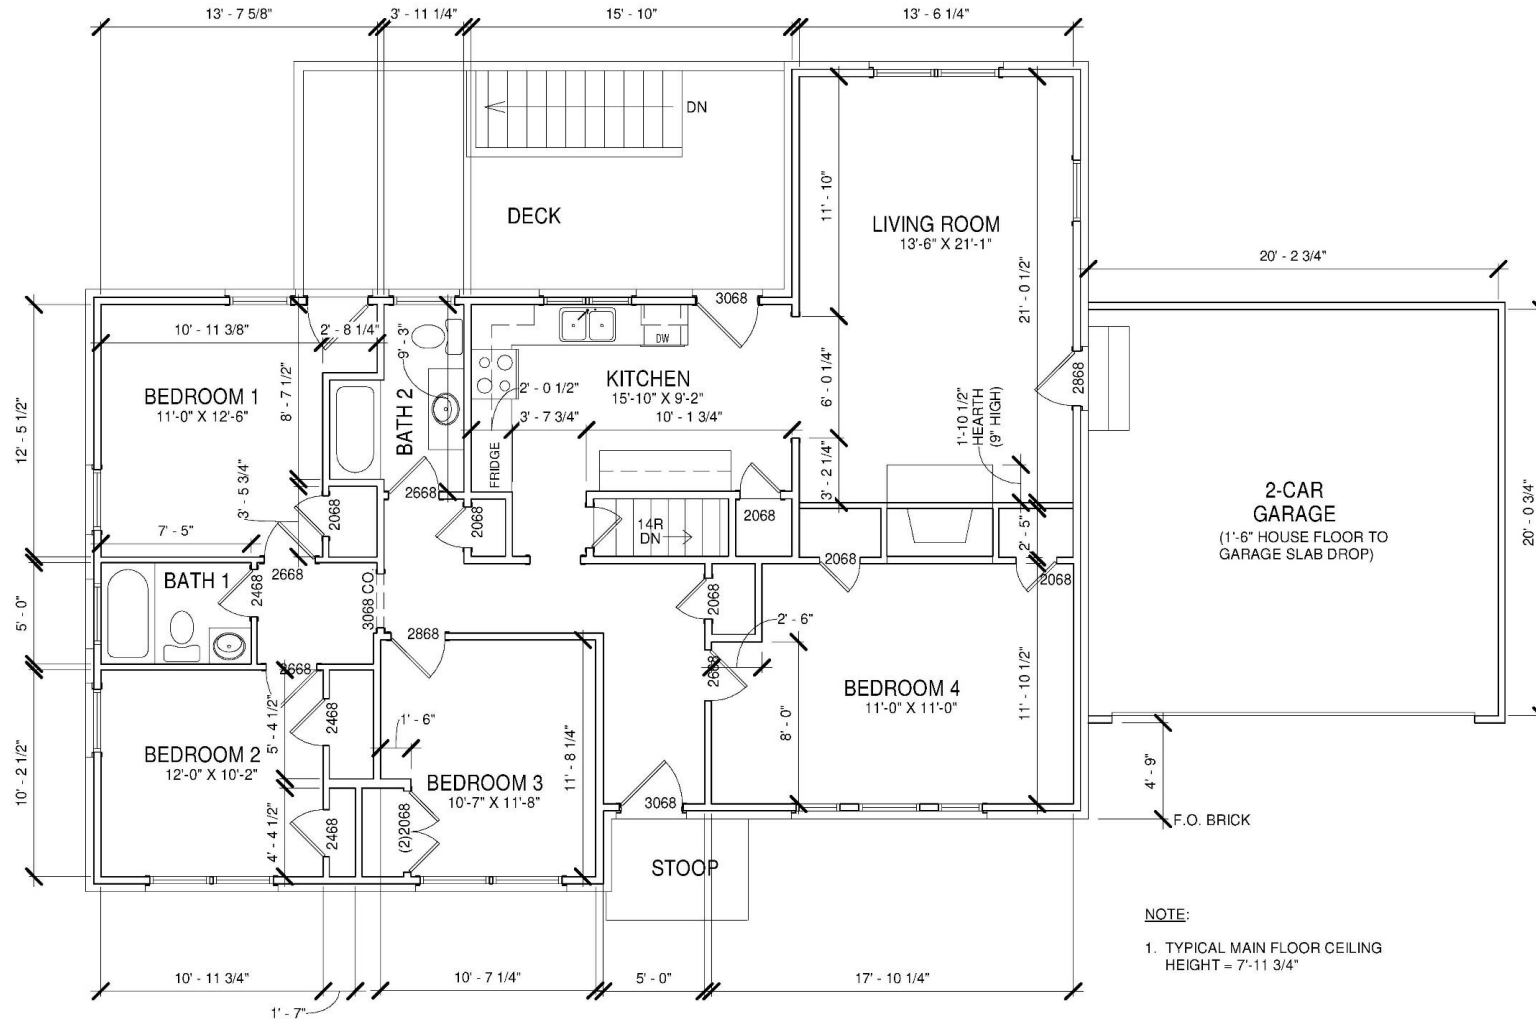 13' - 7 5/8"
3' - 11 1/4"
15' - 10"
13' - 6 1/4"
DN
DECK
11' - 10"
LIVING ROOM
13'-6" X 21'-1"
21' - 0 1/2"
20' - 2 3/4"
3068
10' - 11 3/8"
2' - 8 1/4"
9' - 3"
DW
6' - 0 1/4"
2868
12' - 5 1/2"
BEDROOM 1
11'-0" X 12'-6"
8' - 7 1/2"
BATH 2
KITCHEN
15'-10" X 9'-2"
2' - 0 1/2"
3' - 7 3/4"
10' - 1 3/4"
1'-10 1/2"
HEARTH
(9" HIGH)
FRIDGE
3' - 2 1/4"
2-CAR
GARAGE
(1'-6" HOUSE FLOOR TO
GARAGE SLAB DROP)
20' - 0 3/4"
3' - 5 3/4"
2668
2068
2068
14R
DN
2068
7' - 5"
2' - 5"
2068
2068
2668
BATH 1
2468
3068 CO.
5' - 0"
2068
2' - 6"
2868
2668
2668
BEDROOM 4
11'-0" X 11'-0"
11' - 10 1/2"
8' - 0"
5' - 4 1/2"
2468
1' - 6"
11' - 8 1/4"
BEDROOM 2
12'-0" X 10'-2"
10' - 2 1/2"
BEDROOM 3
10'-7" X 11'-8"
4' - 9"
3068
F.O. BRICK
4' - 4 1/2"
2468
(2)2068
STOOP
NOTE:
1. TYPICAL MAIN FLOOR CEILING
HEIGHT = 7'-11 3/4"
10' - 11 3/4"
10' - 7 1/4"
5' - 0"
17' - 10 1/4"
1' - 7"